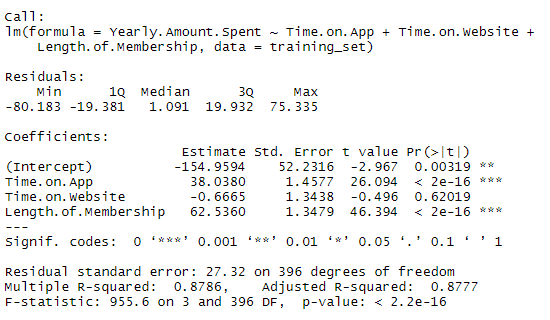 Call:
lm(formula = Yearly.Amount.Spent ~ Time.on.App + Time.on.Website +
    Length.of.Membership, data = training_set)

Residuals:
    Min      1Q  Median      3Q     Max
-80.183 -19.381   1.091  19.932  75.335

Coefficients:
                      Estimate Std. Error t value Pr(>|t|)
(Intercept)          -154.9594    52.2316  -2.967  0.00319 **
Time.on.App            38.0380     1.4577  26.094  < 2e-16 ***
Time.on.Website        -0.6665     1.3438  -0.496  0.62019
Length.of.Membership   62.5360     1.3479  46.394  < 2e-16 ***
---
Signif. codes:  0 ‘***’ 0.001 ‘**’ 0.01 ‘*’ 0.05 ‘.’ 0.1 ‘ ’ 1

Residual standard error: 27.32 on 396 degrees of freedom
Multiple R-squared:  0.8786,    Adjusted R-squared:  0.8777
F-statistic: 955.6 on 3 and 396 DF,  p-value: < 2.2e-16